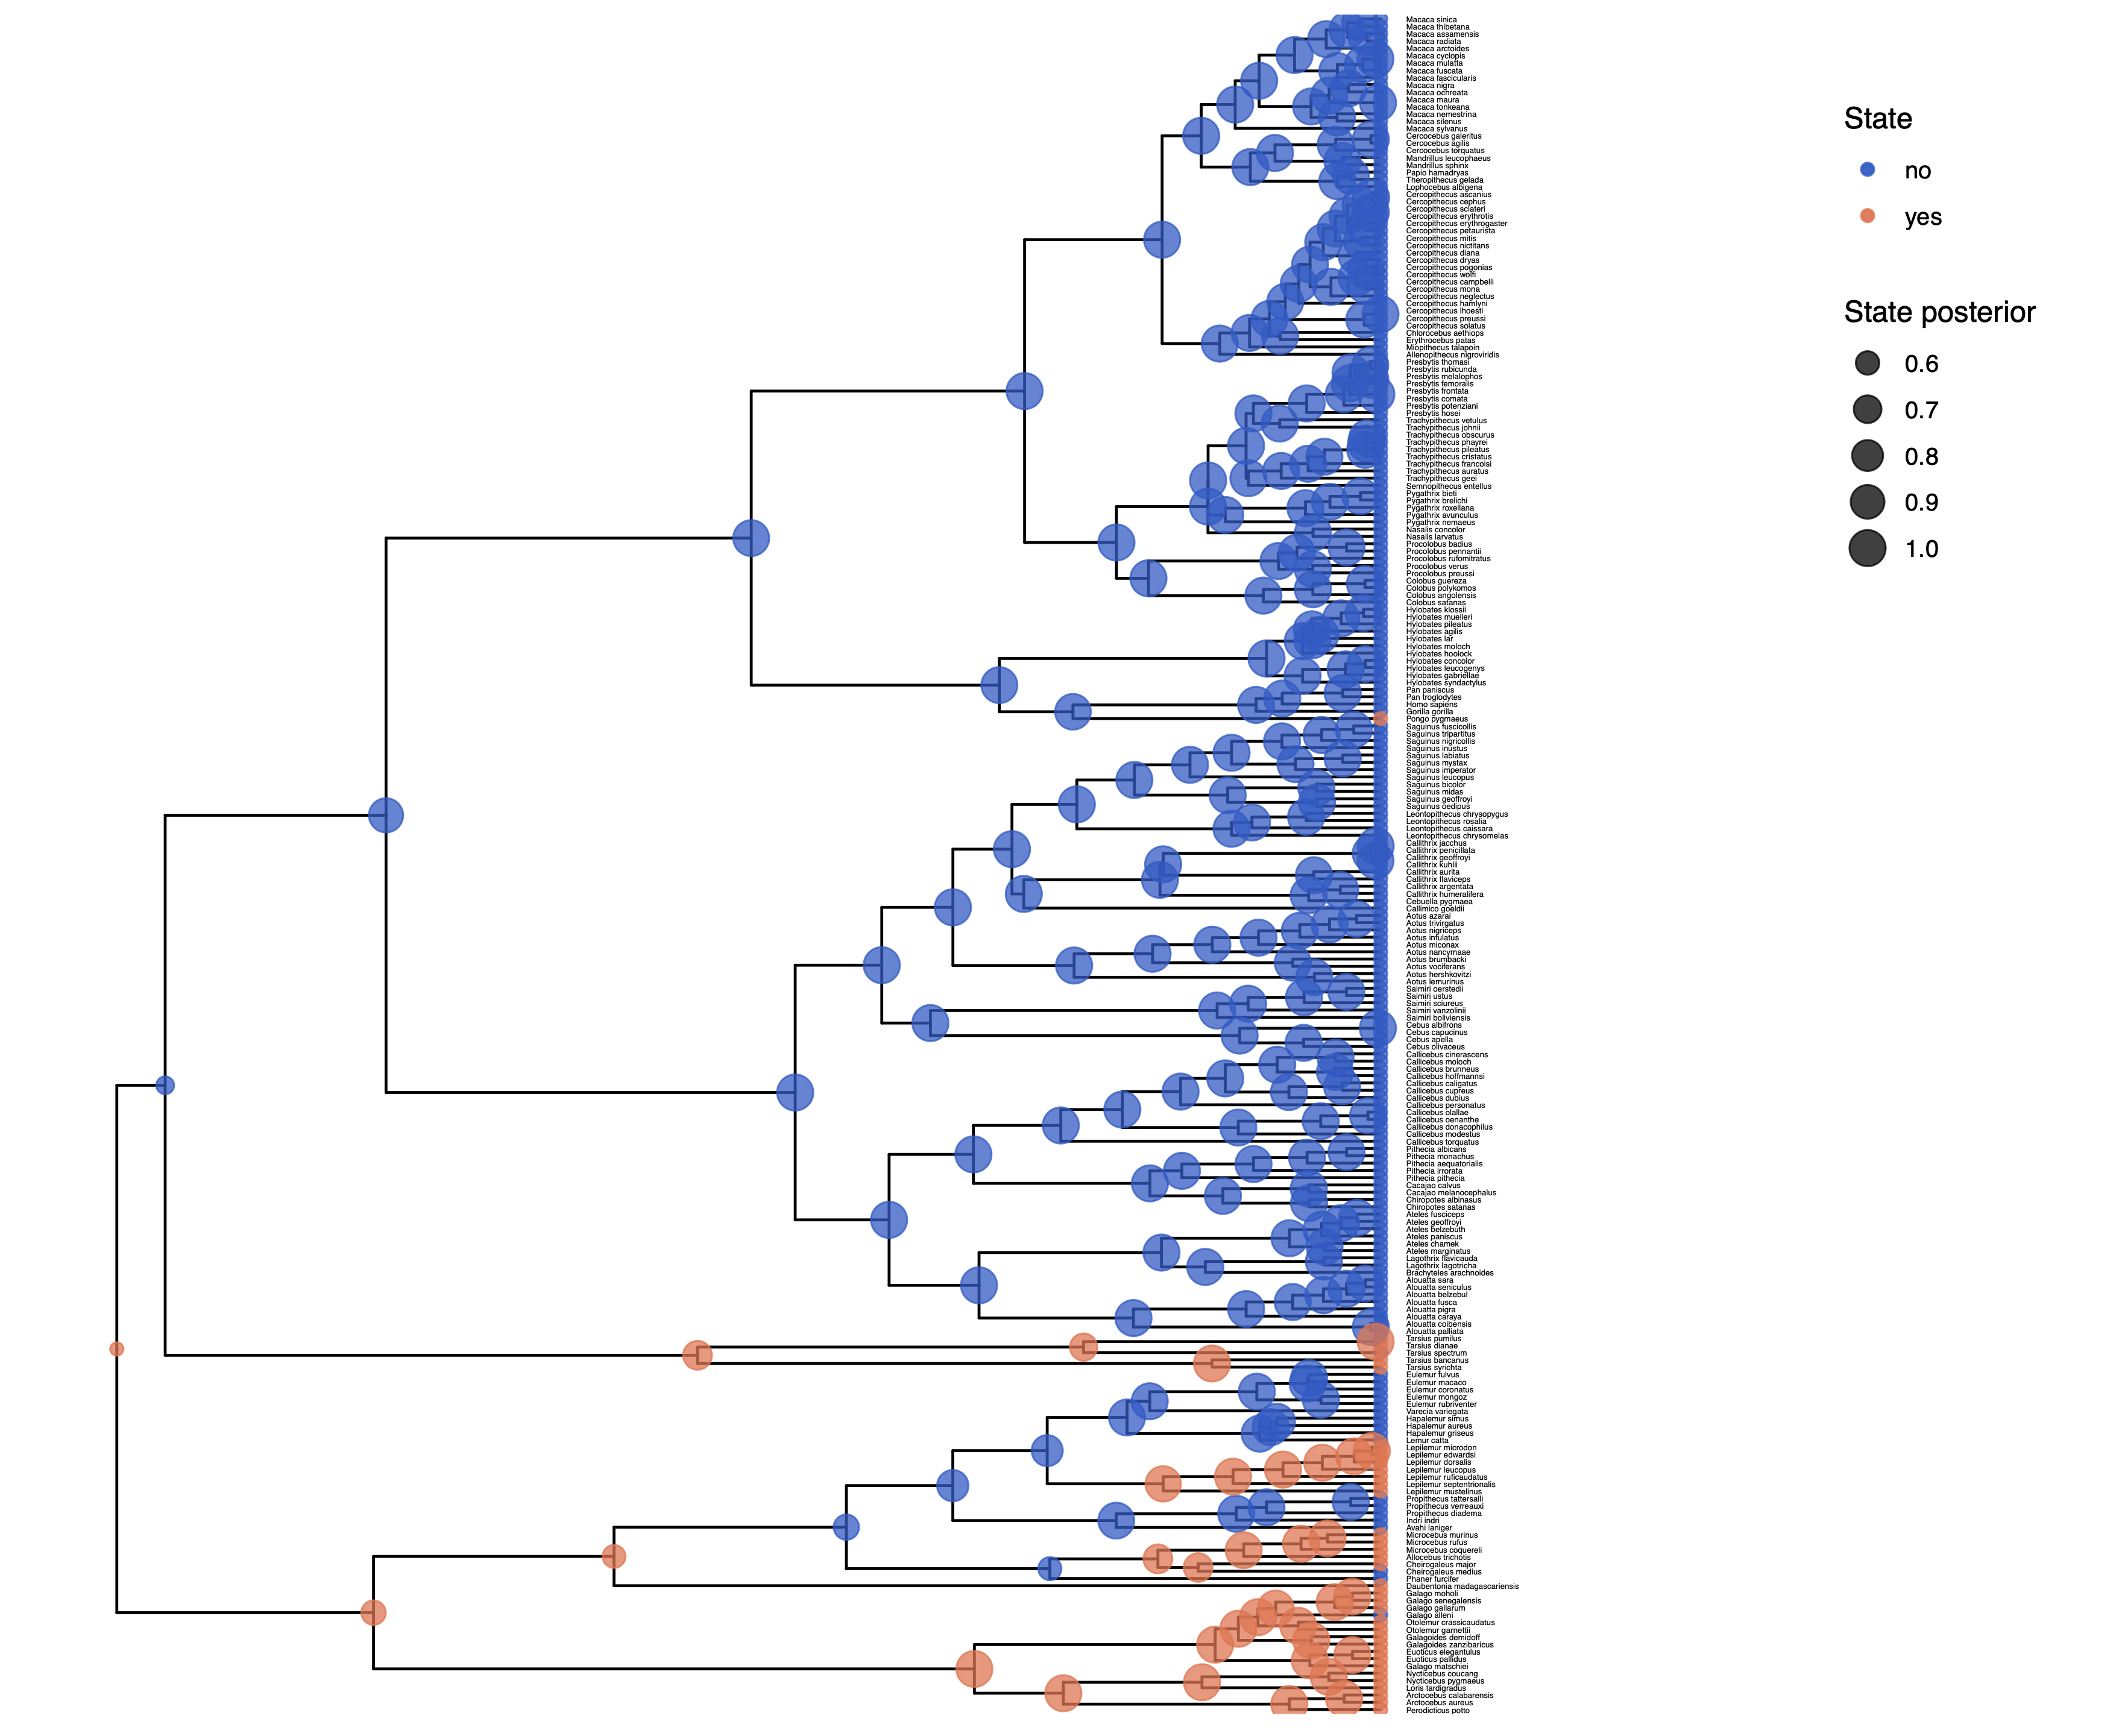 Macaca sinica
Macaca thibetana
Macaca assamensis
Macaca radiata
Macaca arctoides
Macaca cyclopis
Macaca mulatta
Macaca fuscata
Macaca fascicularis
Macaca nigra
Macaca ochreata
Macaca maura
Macaca tonkeana
Macaca nemestrina
Macaca silenus
Macaca sylvanus
Cercocebus galeritus
Cercocebus agilis
Cercocebus torquatus
Mandrillus leucophaeus
Mandrillus sphinx
Papio hamadryas
Theropithecus gelada
Lophocebus albigena
Cercopithecus ascanius
Cercopithecus cephus
Cercopithecus sclateri
Cercopithecus erythrotis
Cercopithecus erythrogaster
Cercopithecus petaurista
Cercopithecus mitis
Cercopithecus nictitans
Cercopithecus diana
Cercopithecus dryas
Cercopithecus pogonias
Cercopithecus wolfi
Cercopithecus campbelli
Cercopithecus mona
Cercopithecus neglectus
Cercopithecus hamlyni
Cercopithecus lhoesti
Cercopithecus preussi
Cercopithecus solatus
Chlorocebus aethiops
Erythrocebus patas
Miopithecus talapoin
Allenopithecus nigroviridis
Presbytis thomasi
Presbytis rubicunda
Presbytis melalophos
Presbytis femoralis
Presbytis frontata
Presbytis comata
Presbytis potenziani
Presbytis hosei
Trachypithecus vetulus
Trachypithecus johnii
Trachypithecus obscurus
Trachypithecus phayrei
Trachypithecus pileatus
Trachypithecus cristatus
Trachypithecus francoisi
Trachypithecus auratus
Trachypithecus geei
Semnopithecus entellus
Pygathrix bieti
Pygathrix brelichi
Pygathrix roxellana
Pygathrix avunculus
Pygathrix nemaeus
Nasalis concolor
Nasalis larvatus
Procolobus badius
Procolobus pennantii
Procolobus rufomitratus
Procolobus verus
Procolobus preussi
Colobus guereza
Colobus polykomos
Colobus angolensis
Colobus satanas
Hylobates klossii
Hylobates muelleri
Hylobates pileatus
Hylobates agilis
Hylobates lar
Hylobates moloch
Hylobates hoolock
Hylobates concolor
Hylobates leucogenys
Hylobates gabriellae
Hylobates syndactylus
Pan paniscus
Pan troglodytes
Homo sapiens
Gorilla gorilla
Pongo pygmaeus
Saguinus fuscicollis
Saguinus tripartitus
Saguinus nigricollis
Saguinus inustus
Saguinus labiatus
Saguinus mystax
Saguinus imperator
Saguinus leucopus
Saguinus bicolor
Saguinus midas
Saguinus geoffroyi
Saguinus oedipus
Leontopithecus chrysopygus
Leontopithecus rosalia
Leontopithecus caissara
Leontopithecus chrysomelas
Callithrix jacchus
Callithrix penicillata
Callithrix geoffroyi
Callithrix kuhlii
Callithrix aurita
Callithrix flaviceps
Callithrix argentata
Callithrix humeralifera
Cebuella pygmaea
Callimico goeldii
Aotus azarai
Aotus trivirgatus
Aotus nigriceps
Aotus infulatus
Aotus miconax
Aotus nancymaae
Aotus brumbacki
Aotus vociferans
Aotus hershkovitzi
Aotus lemurinus
Saimiri oerstedii
Saimiri ustus
Saimiri sciureus
Saimiri vanzolinii
Saimiri boliviensis
Cebus albifrons
Cebus capucinus
Cebus apella
Cebus olivaceus
Callicebus cinerascens
Callicebus moloch
Callicebus brunneus
Callicebus hoffmannsi
Callicebus caligatus
Callicebus cupreus
Callicebus dubius
Callicebus personatus
Callicebus olallae
Callicebus oenanthe
Callicebus donacophilus
Callicebus modestus
Callicebus torquatus
Pithecia albicans
Pithecia monachus
Pithecia aequatorialis
Pithecia irrorata
Pithecia pithecia
Cacajao calvus
Cacajao melanocephalus
Chiropotes albinasus
Chiropotes satanas
Ateles fusciceps
Ateles geoffroyi
Ateles belzebuth
Ateles paniscus
Ateles chamek
Ateles marginatus
Lagothrix flavicauda
Lagothrix lagotricha
Brachyteles arachnoides
Alouatta sara
Alouatta seniculus
Alouatta belzebul
Alouatta fusca
Alouatta pigra
Alouatta caraya
Alouatta coibensis
Alouatta palliata
Tarsius pumilus
Tarsius dianae
Tarsius spectrum
Tarsius bancanus
Tarsius syrichta
Eulemur fulvus
Eulemur macaco
Eulemur coronatus
Eulemur mongoz
Eulemur rubriventer
Varecia variegata
Hapalemur simus
Hapalemur aureus
Hapalemur griseus
Lemur catta
Lepilemur microdon
Lepilemur edwardsi
Lepilemur dorsalis
Lepilemur leucopus
Lepilemur ruficaudatus
Lepilemur septentrionalis
Lepilemur mustelinus
Propithecus tattersalli
Propithecus verreauxi
Propithecus diadema
Indri indri
Avahi laniger
Microcebus murinus
Microcebus rufus
Microcebus coquereli
Allocebus trichotis
Cheirogaleus major
Cheirogaleus medius
Phaner furcifer
Daubentonia madagascariensis
Galago moholi
Galago senegalensis
Galago gallarum
Galago alleni
Otolemur crassicaudatus
Otolemur garnettii
Galagoides demidoff
Galagoides zanzibaricus
Euoticus elegantulus
Euoticus pallidus
Galago matschiei
Nycticebus coucang
Nycticebus pygmaeus
Loris tardigradus
Arctocebus calabarensis
Arctocebus aureus
Perodicticus potto
State
no
yes
State posterior
0.6
0.7
0.8
0.9
1.0